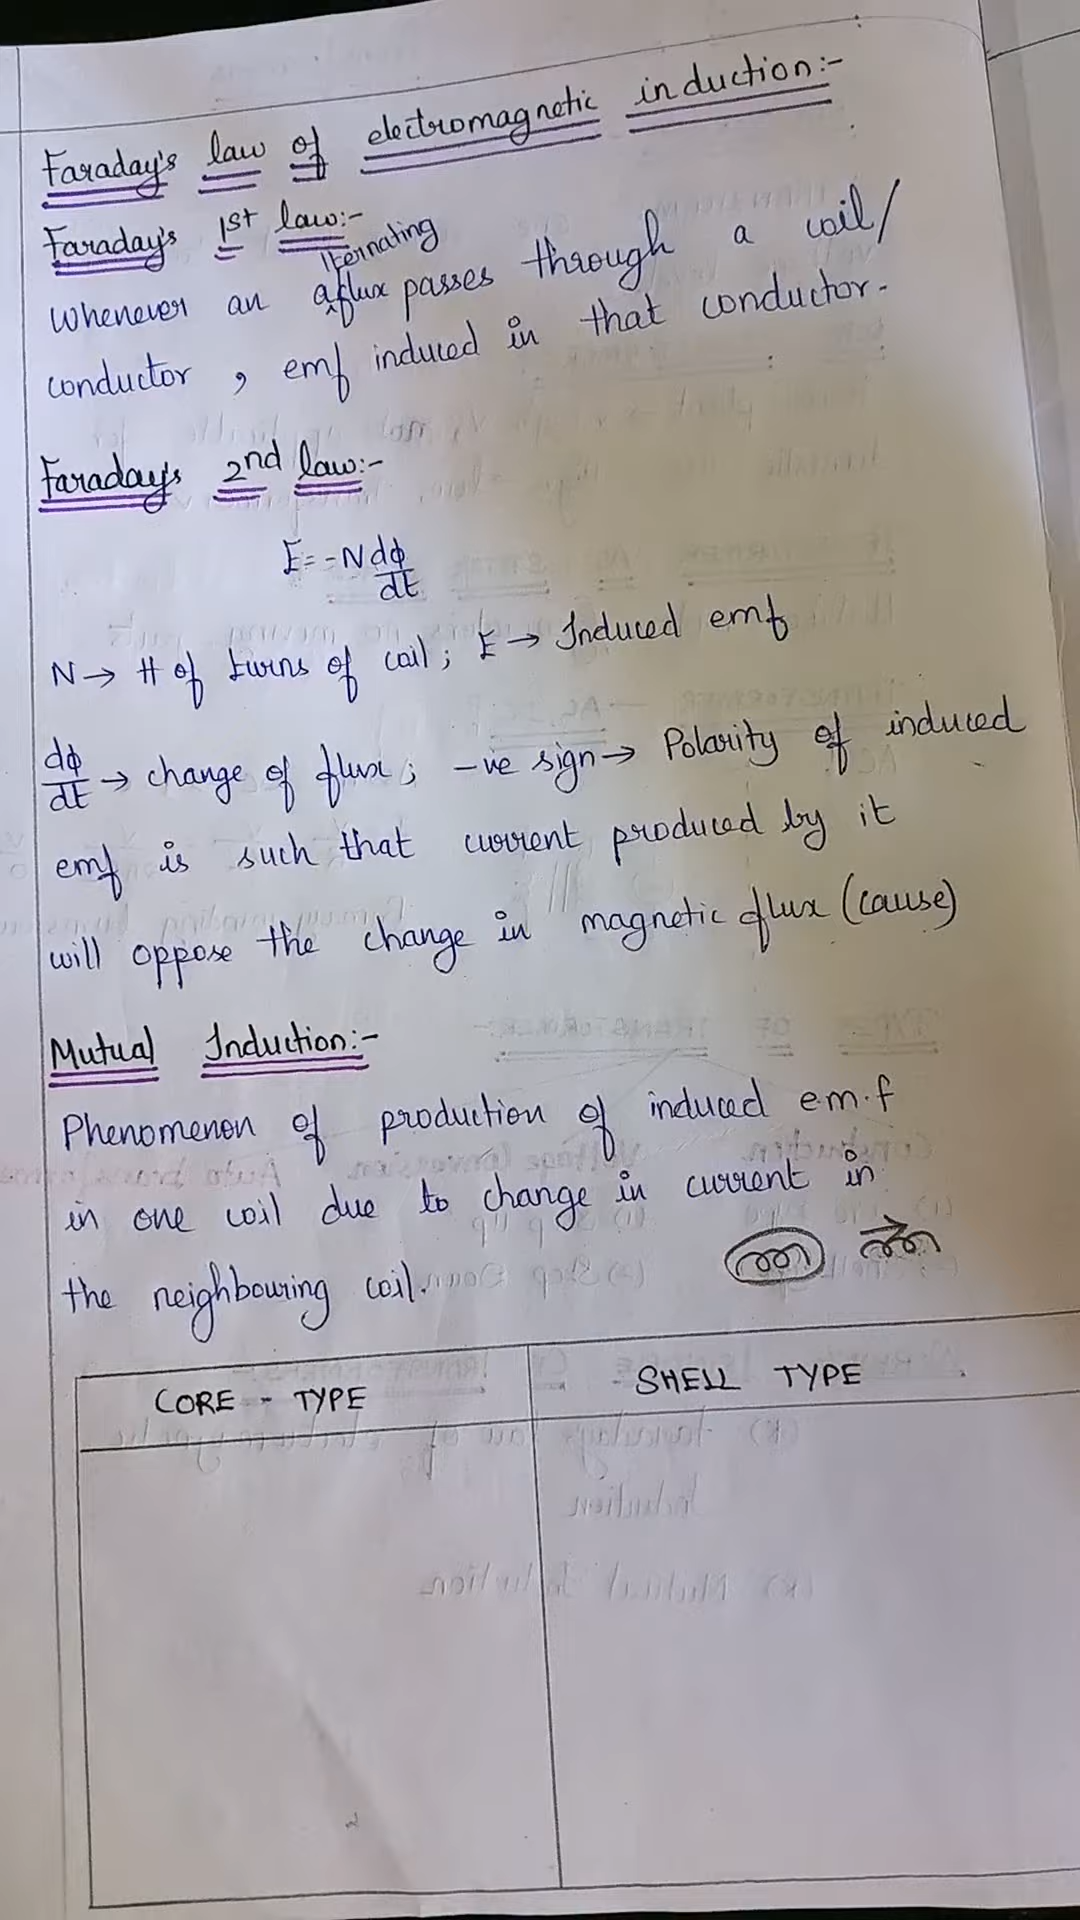 Faraday's law of electromagnetic induction:-
Faraday's 1st law:-
Whenever an alternating flux passes through a coil/
conductor, emf induced in that conductor.
Faraday's 2nd law:-
E = -N dϕ/dt
N → # of turns of coil; E → Induced emf
dϕ/dt → change of flux; -ve sign → Polarity of induced
emf is such that current produced by it
will oppose the change in magnetic flux (cause)
Mutual Induction:-
Phenomenon of production of induced em.f
in one coil due to change in current in
the neighbouring coil.
CORE - TYPE
SHELL TYPE